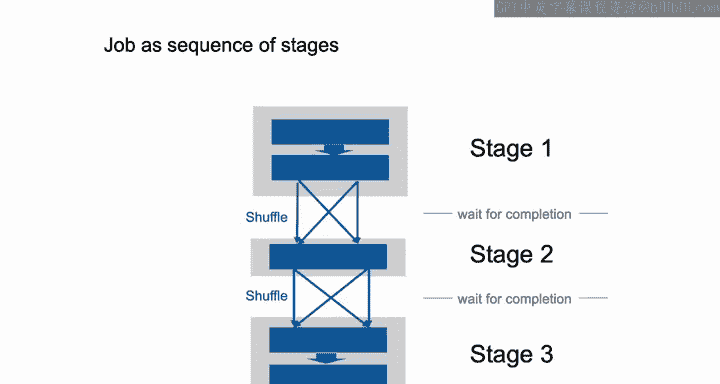 Job as sequence of stages
Stage 1
Shuffle
wait for completion
Stage 2
Shuffle
wait for completion
Stage 3